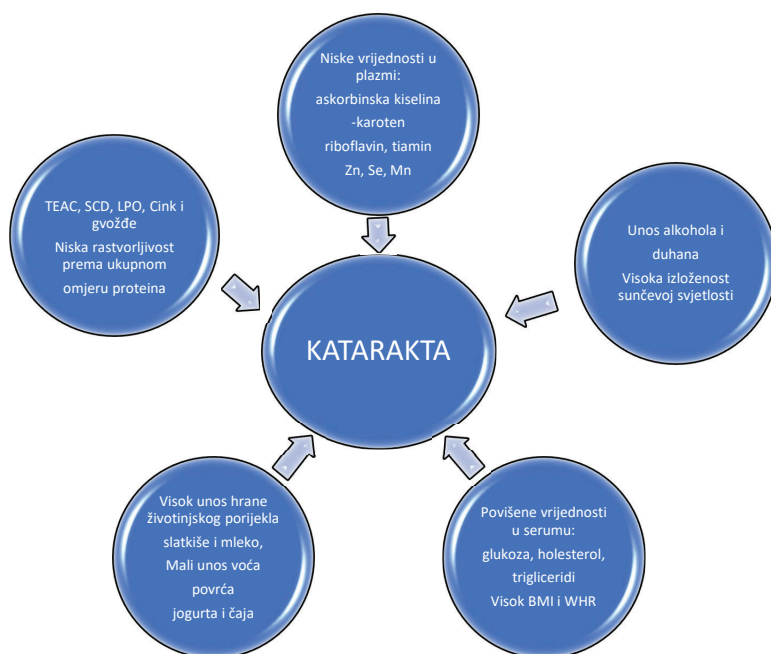 Niske vrijednosti u
plazmi:
askorbinska kiselina
-karoten
riboflavin, tiamin
Zn, Se, Mn
TEAC, SCD, LPO, Cink i
gvožđe
Niska rastvorljivost
prema ukupnom
omjeru proteina
Unos alkohola i
duhana
Visoka izloženost
sunčevoj svjetlosti
KATARAKTA
Visok unos hrane
životinjskog porijekla
slatkiše i mleko,
Mali unos voća
povrća
jogurta i čaja
Povišene vrijednosti
u serumu:
glukoza, holesterol,
trigliceridi
Visok BMI i WHR